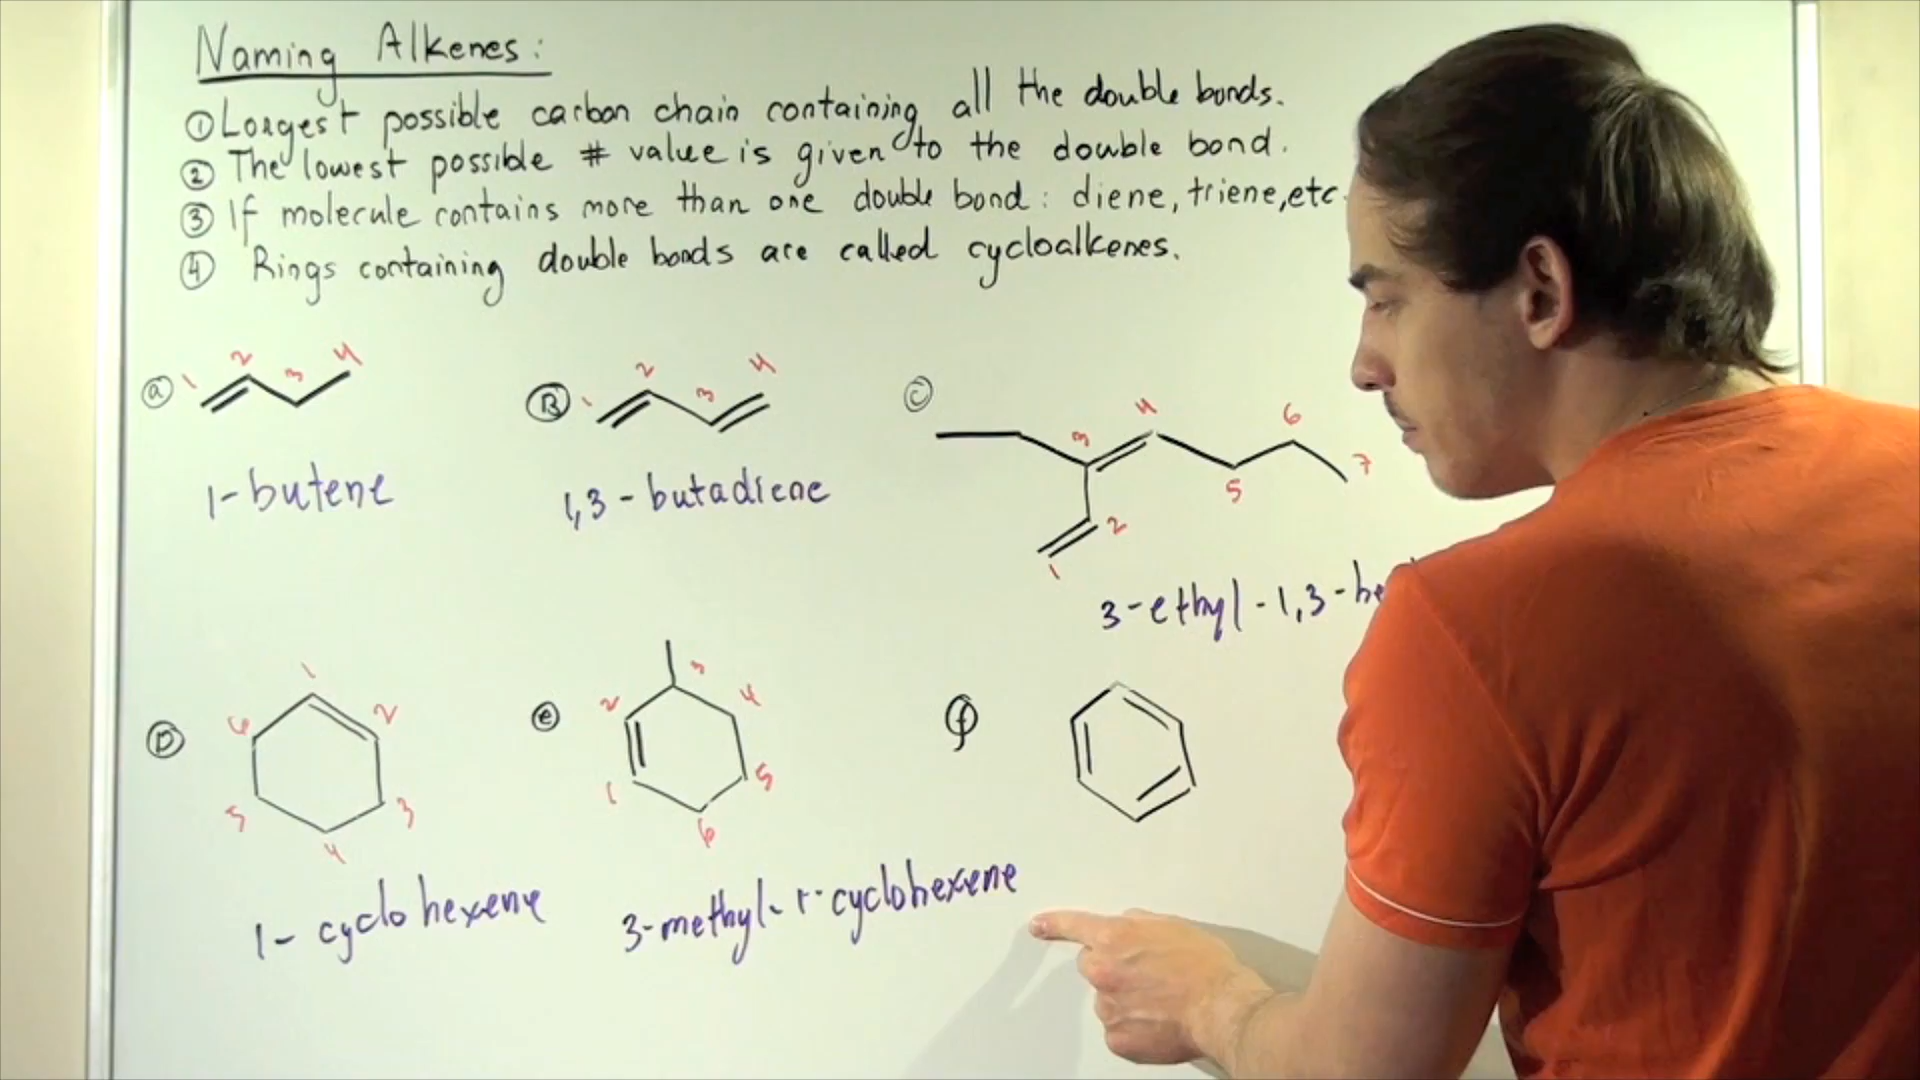 Naming Alkenes:
① Largest possible carbon chain containing all the double bonds.
② The lowest possible # value is given to the double bond.
③ If molecule contains more than one double bond: diene, triene, etc.
④ Rings containing double bonds are called cycloalkenes.
ⓐ 1 2 3 4
1-butene
Ⓑ 1 2 3 4
1,3-butadiene
Ⓒ 1 2 3 4 5 6 7
3-ethyl-1,3-he
Ⓓ 1 2 3 4 5 6
1-cyclohexene
ⓔ 1 2 3 4 5 6
3-methyl-1-cyclohexene
ⓕ